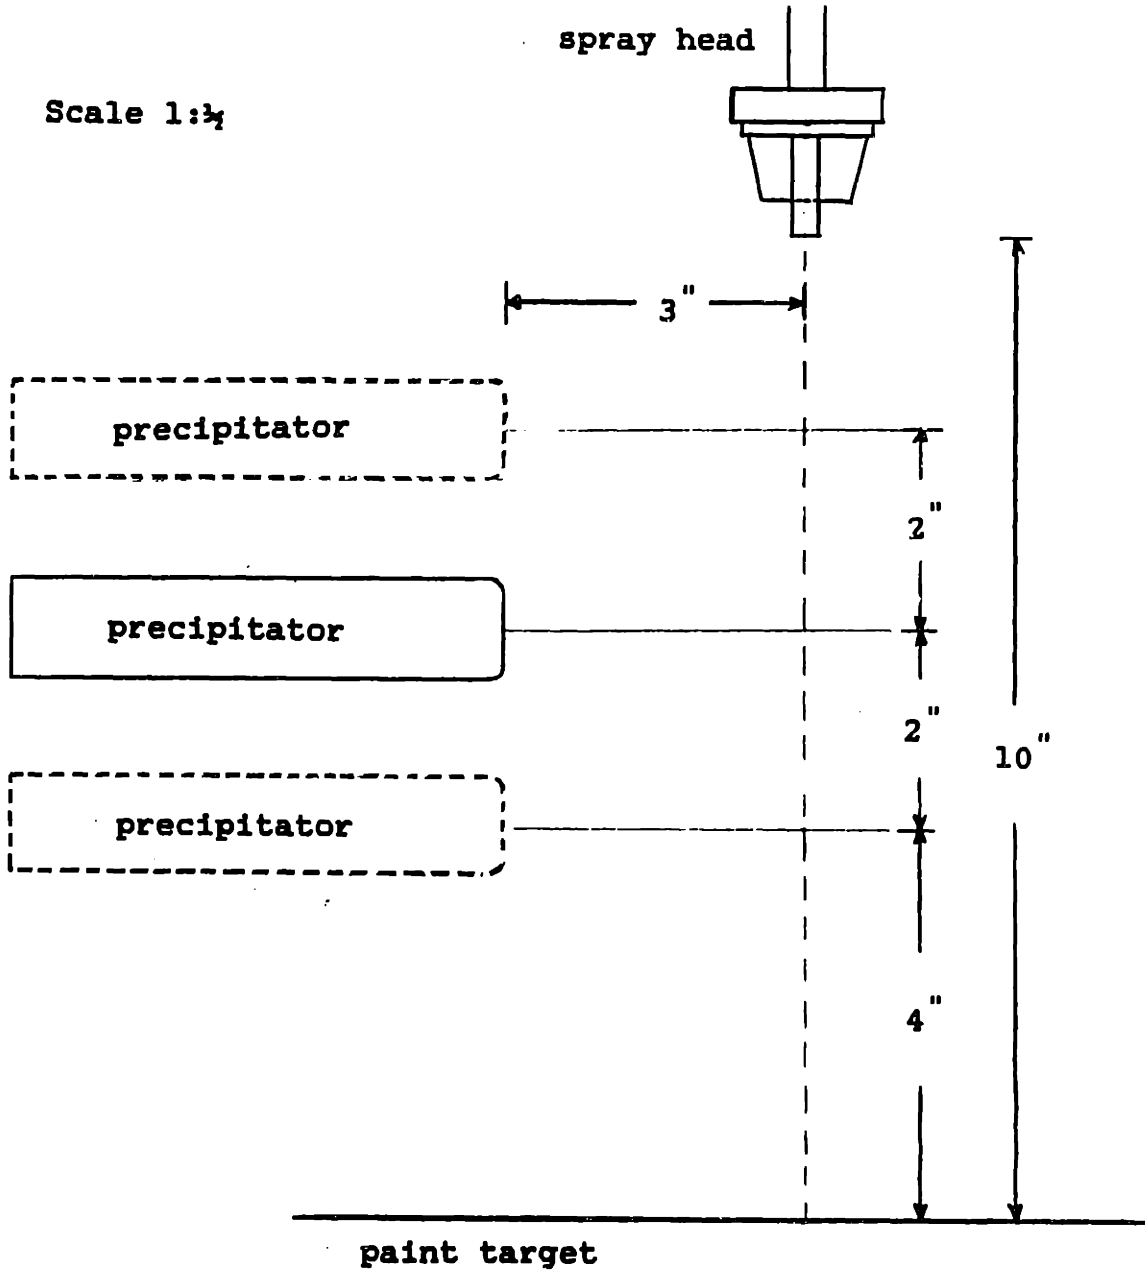 spray head
Scale 1:½
3"
precipitator
2"
precipitator
2"
10"
precipitator
4"
paint target